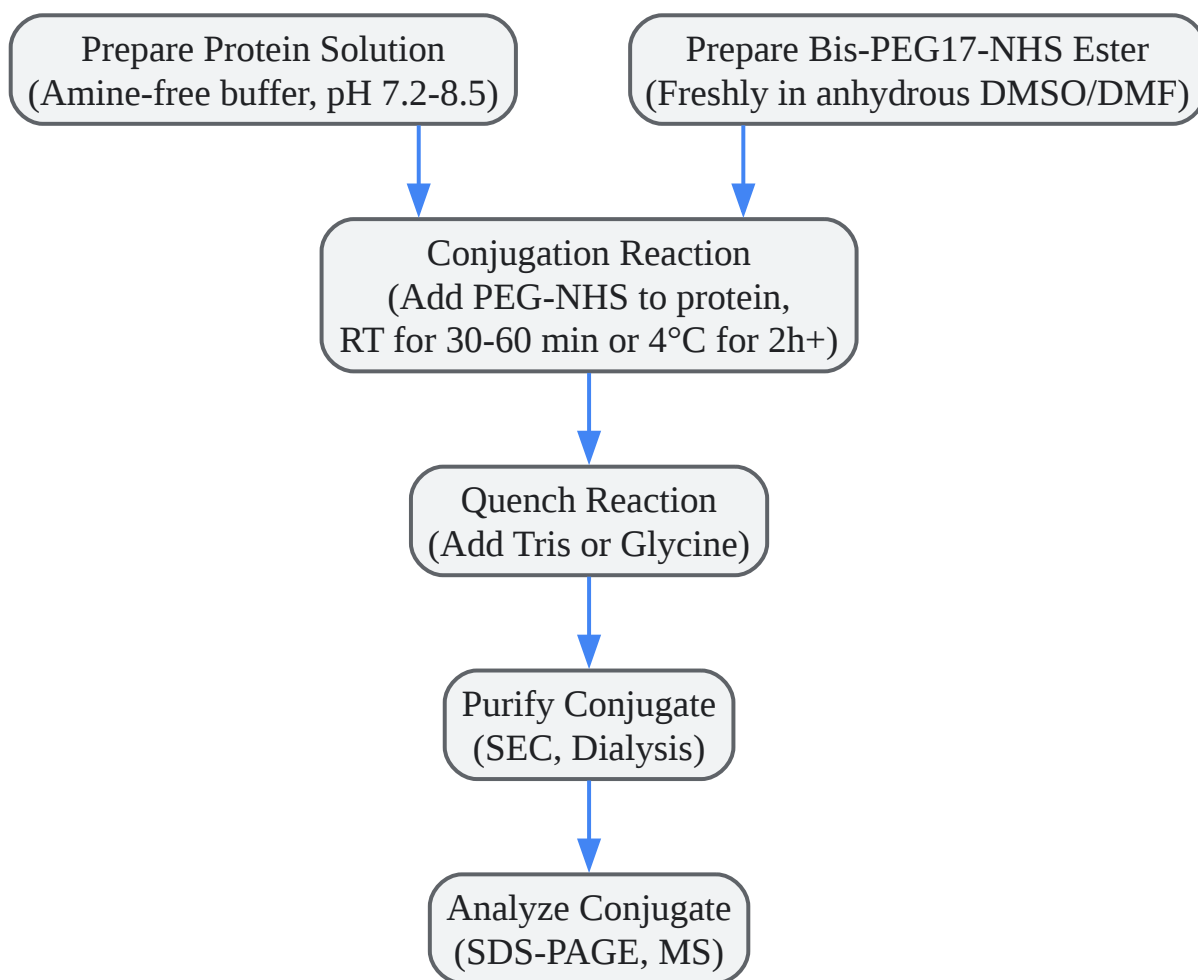 Prepare Protein Solution
(Amine-free buffer, pH 7.2-8.5)
Prepare Bis-PEG17-NHS Ester
(Freshly in anhydrous DMSO/DMF)
Conjugation Reaction
(Add PEG-NHS to protein,
RT for 30-60 min or 4°C for 2h+)
Quench Reaction
(Add Tris or Glycine)
Purify Conjugate
(SEC, Dialysis)
Analyze Conjugate
(SDS-PAGE, MS)